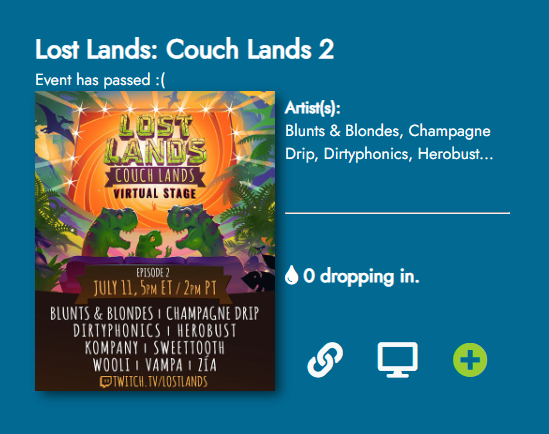 Lost Lands: Couch Lands 2
Event has passed :(
LOST
LANDS
COUCH LANDS
VIRTUAL STAGE
EPISODE 2
JULY 11, 5PM ET / 2PM PT
BLUNTS & BLONDES | CHAMPAGNE DRIP
DIRTYPHONICS | HEROBUST
KOMPANY | SWEETTOOTH
WOOLI | VAMPA | ZÍA
TWITCH.TV/LOSTLANDS
Artist(s):
Blunts & Blondes, Champagne
Drip, Dirtyphonics, Herobust...
0 dropping in.